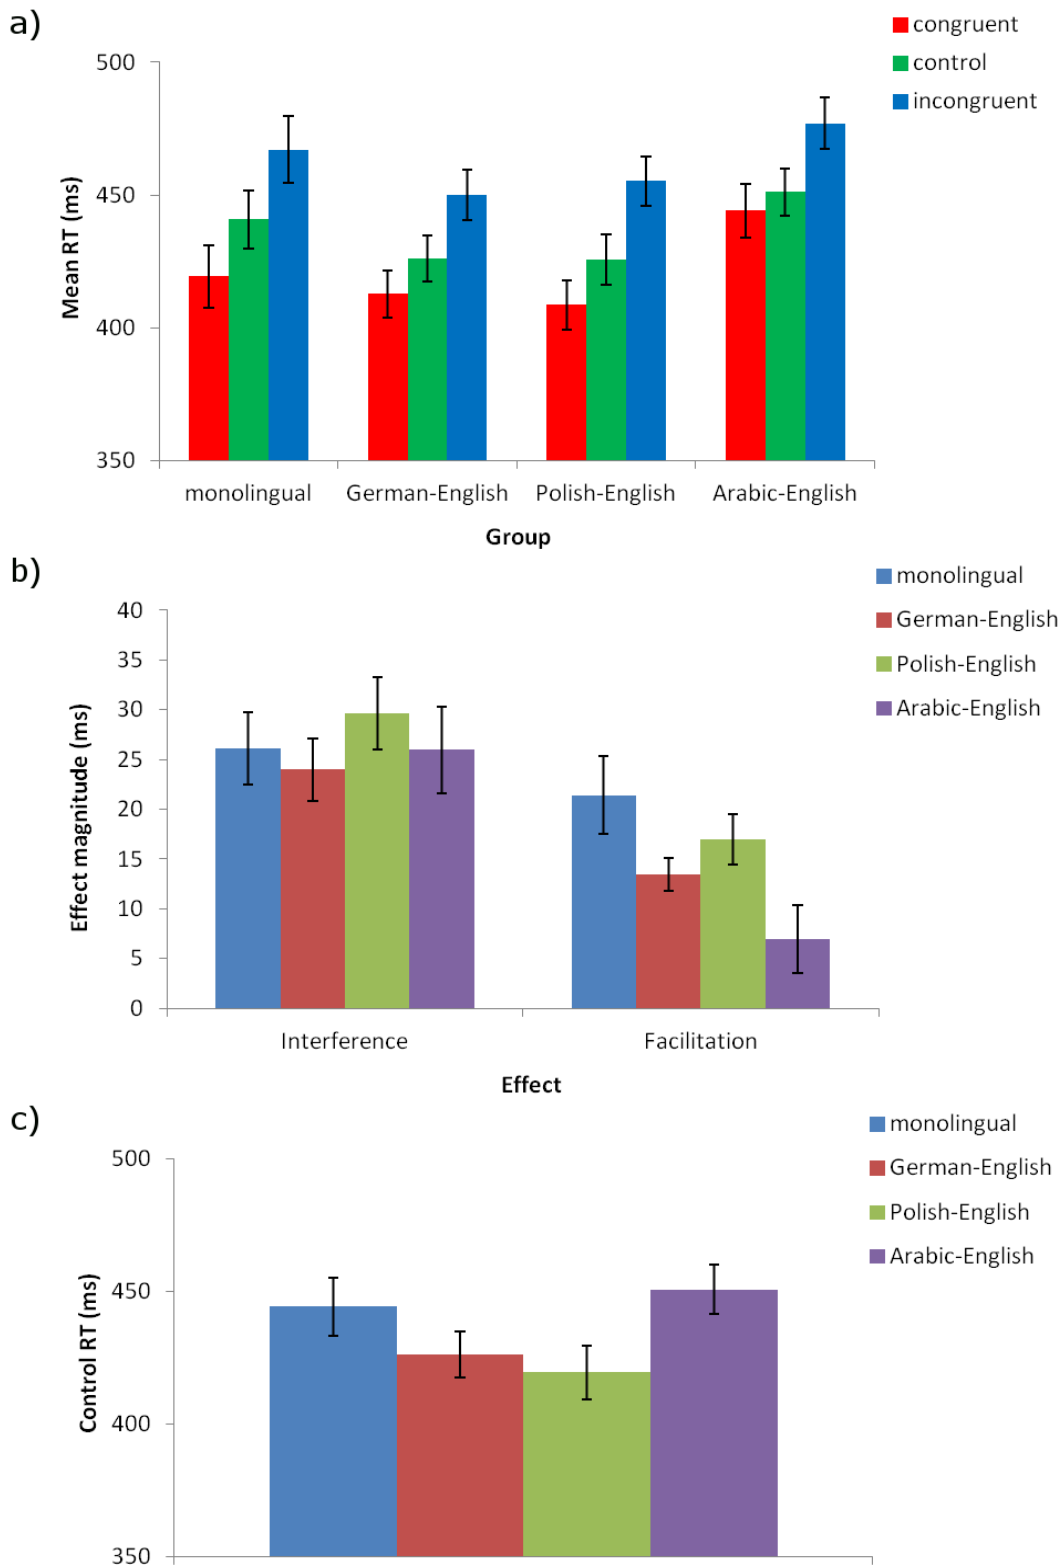 a)
congruent
control
incongruent
500
450
400
350
Mean RT (ms)
monolingual German-English Polish-English Arabic-English
Group
b)
monolingual
German-English
Polish-English
Arabic-English
40
35
30
25
20
15
10
5
0
Effect magnitude (ms)
Interference Facilitation
Effect
c)
monolingual
German-English
Polish-English
Arabic-English
500
450
400
350
Control RT (ms)